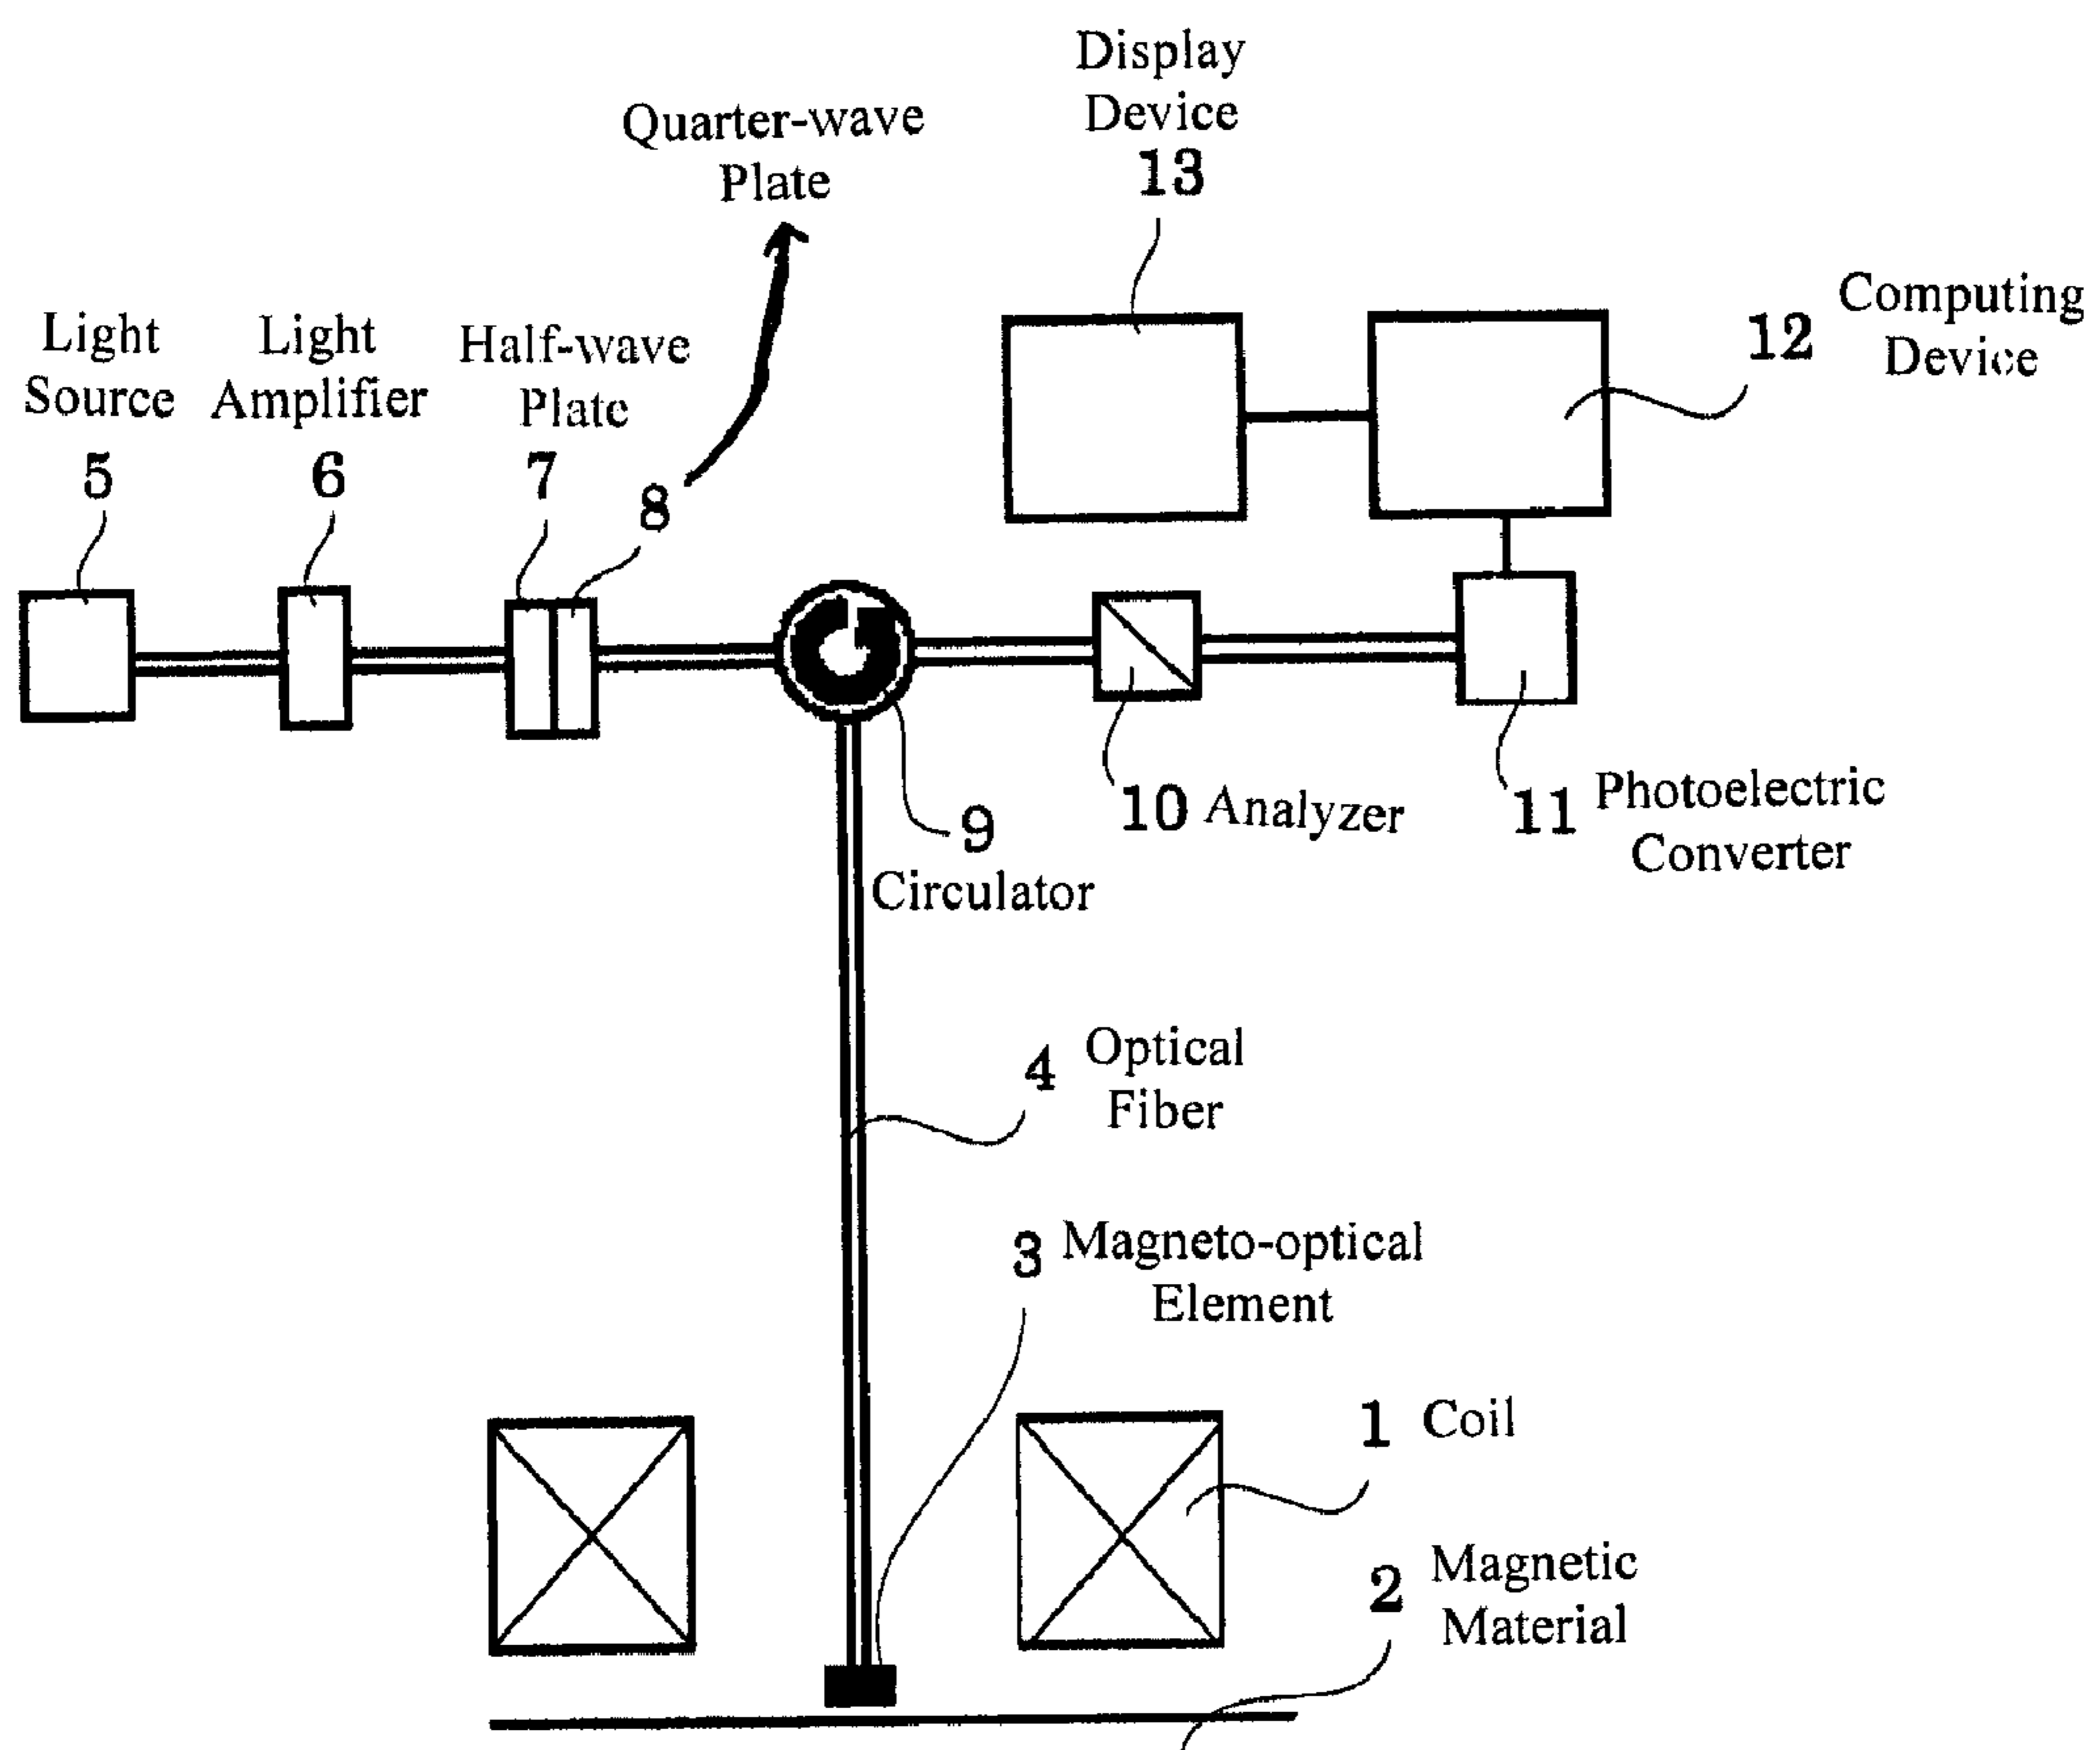 Display
Device
13
Quarter-wave
Plate
Light
Source
5
Light
Amplifier
6
Half-wave
Plate
7
8
12
Computing
Device
9
Circulator
10 Analyzer
11 Photoelectric
Converter
4 Optical
Fiber
3 Magneto-optical
Element
1 Coil
2 Magnetic
Material